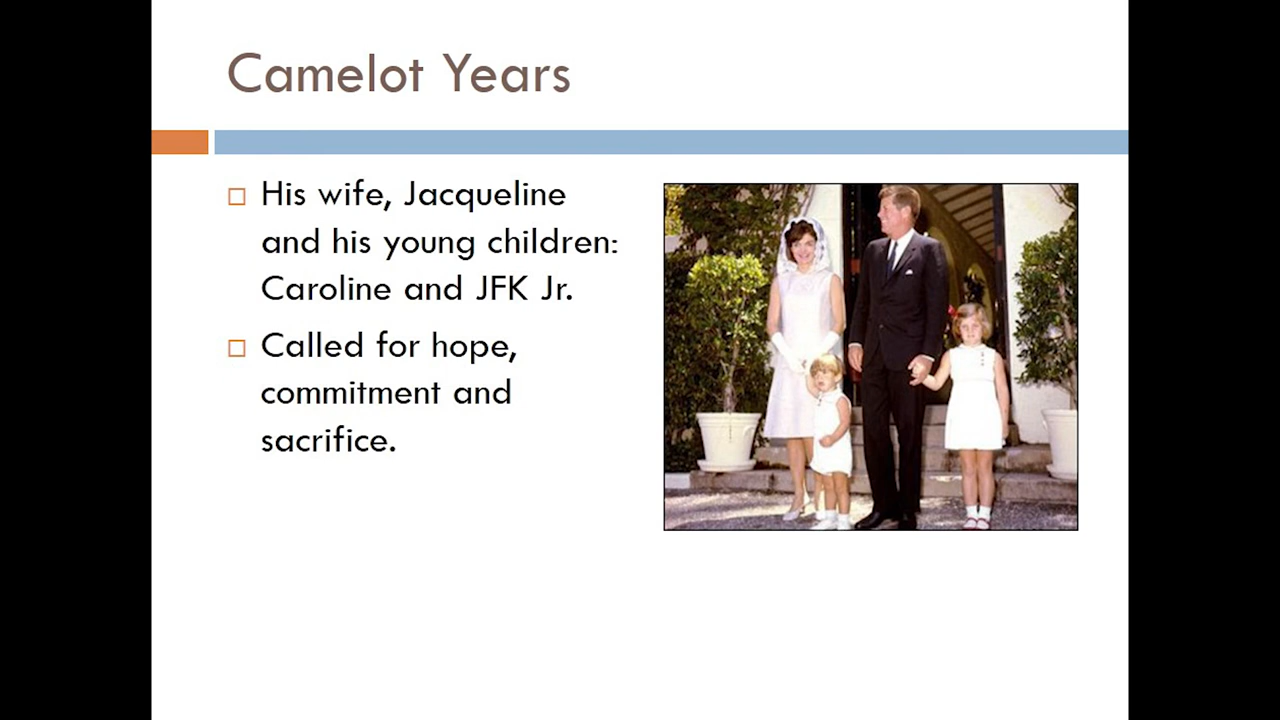 Camelot Years
His wife, Jacqueline
and his young children:
Caroline and JFK Jr.
Called for hope,
commitment and
sacrifice.